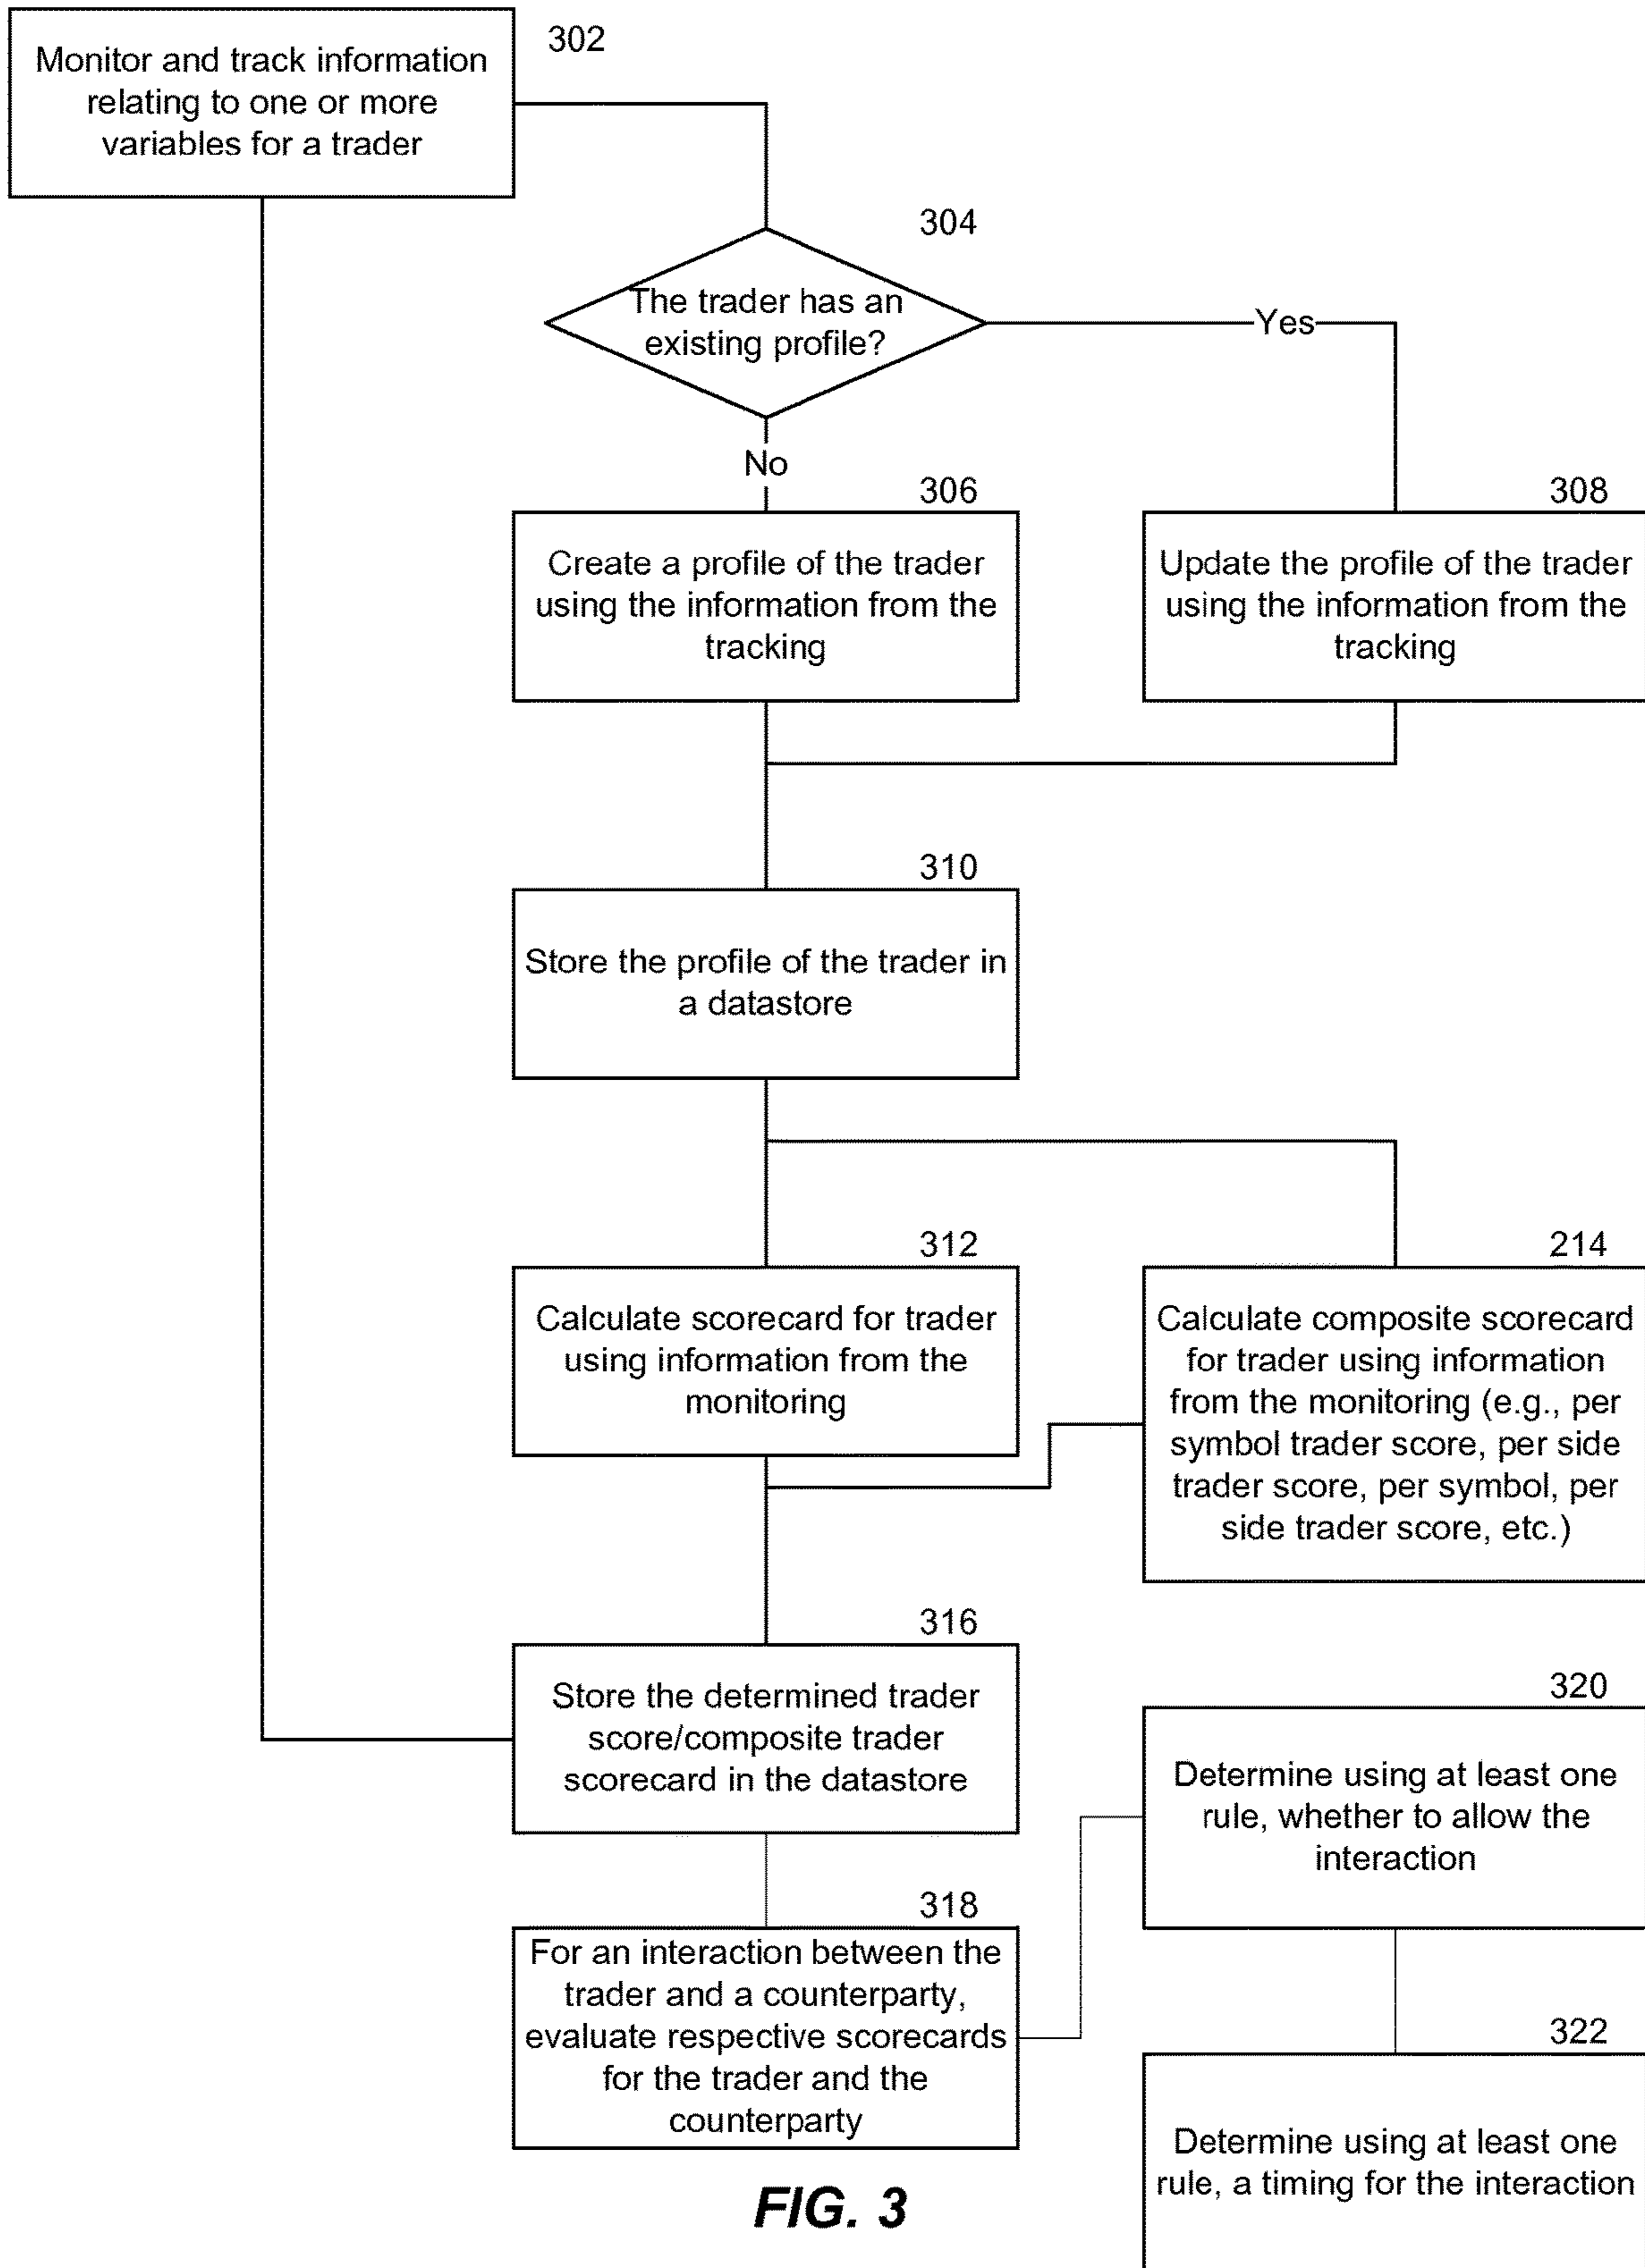 302
Monitor and track information
relating to one or more
variables for a trader
304
The trader has an
existing profile?
Yes
No
306
Create a profile of the trader
using the information from the
tracking
308
Update the profile of the trader
using the information from the
tracking
310
Store the profile of the trader in
a datastore
312
Calculate scorecard for trader
using information from the
monitoring
214
Calculate composite scorecard
for trader using information
from the monitoring (e.g., per
symbol trader score, per side
trader score, per symbol, per
side trader score, etc.)
316
Store the determined trader
score/composite trader
scorecard in the datastore
320
Determine using at least one
rule, whether to allow the
interaction
318
For an interaction between the
trader and a counterparty,
evaluate respective scorecards
for the trader and the
counterparty
322
Determine using at least one
rule, a timing for the interaction
FIG. 3